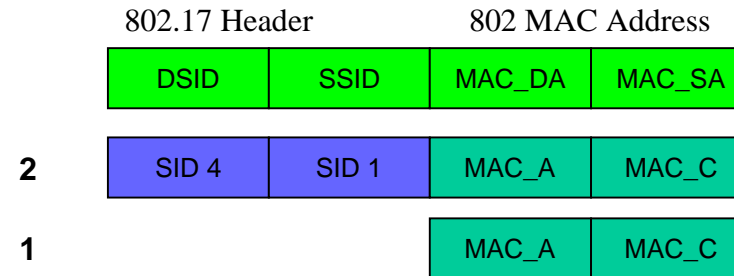 802.17 Header 802 MAC Address
DSID SSID MAC_DA MAC_SA
2 SID 4 SID 1 MAC_A MAC_C
1 MAC_A MAC_C